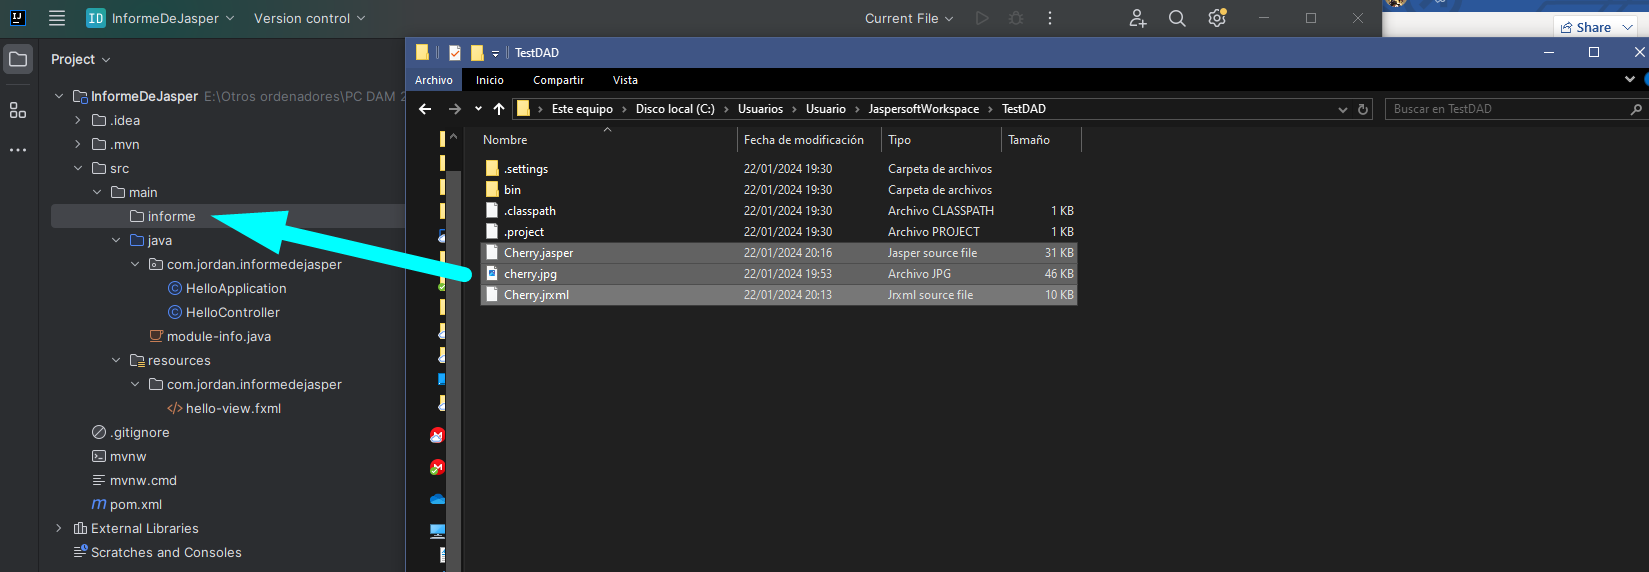 IJ ID InformeDeJasper Version control Current File
Share
Project
InformeDeJasper E:\Otros ordenadores\PC DAM 2
.idea
.mvn
src
main
informe
java
com.jordan.informedejasper
HelloApplication
HelloController
module-info.java
resources
com.jordan.informedejasper
hello-view.fxml
.gitignore
mvnw
mvnw.cmd
pom.xml
External Libraries
Scratches and Consoles
TestDAD
Archivo Inicio Compartir Vista
Este equipo Disco local (C:) Usuarios Usuario JaspersoftWorkspace TestDAD
Buscar en TestDAD
Nombre Fecha de modificación Tipo Tamaño
.settings 22/01/2024 19:30 Carpeta de archivos
bin 22/01/2024 19:30 Carpeta de archivos
.classpath 22/01/2024 19:30 Archivo CLASSPATH 1 KB
.project 22/01/2024 19:30 Archivo PROJECT 1 KB
Cherry.jasper 22/01/2024 20:16 Jasper source file 31 KB
cherry.jpg 22/01/2024 19:53 Archivo JPG 46 KB
Cherry.jrxml 22/01/2024 20:13 Jrxml source file 10 KB